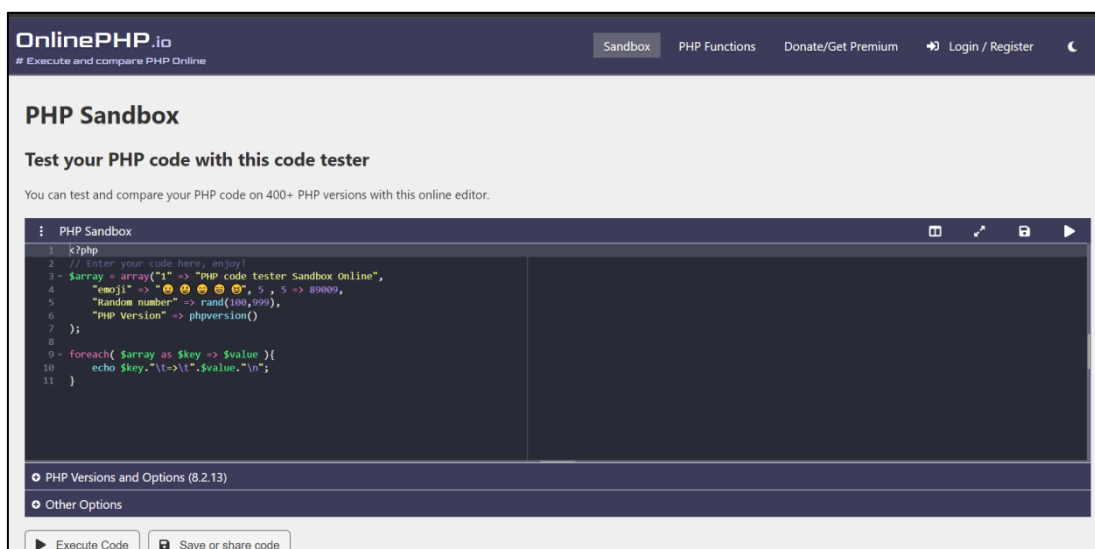 OnlinePHP.io
# Execute and compare PHP Online
Sandbox PHP Functions Donate/Get Premium Login / Register
PHP Sandbox
Test your PHP code with this code tester
You can test and compare your PHP code on 400+ PHP versions with this online editor.
PHP Sandbox
1 <?php
2 // Enter your code here, enjoy!
3 $array = array("1" => "PHP code tester Sandbox Online",
4 "emoji" => "😀 😃 😄 😁 😆", 5 , 5 => 89009,
5 "Random number" => rand(100,999),
6 "PHP Version" => phpversion()
7 );
8
9 foreach( $array as $key => $value ){
10 echo $key."\t=>\t".$value."\n";
11 }
PHP Versions and Options (8.2.13)
Other Options
Execute Code Save or share code